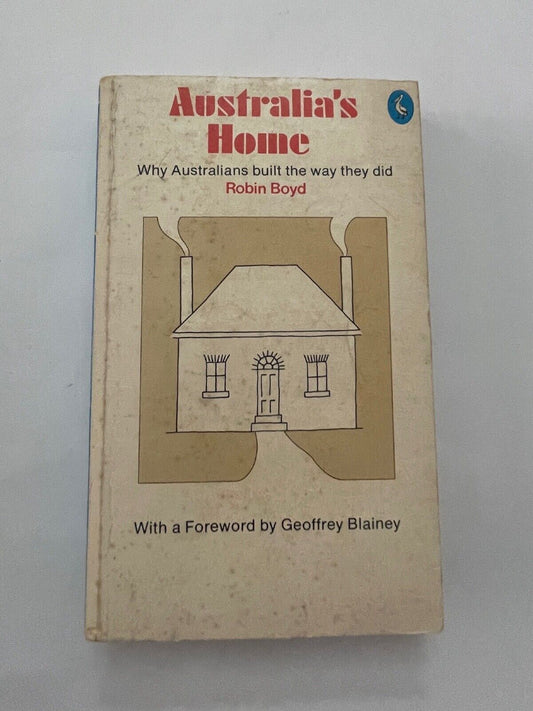 Australia's
Home
Why Australians built the way they did
Robin Boyd
With a Foreword by Geoffrey Blainey